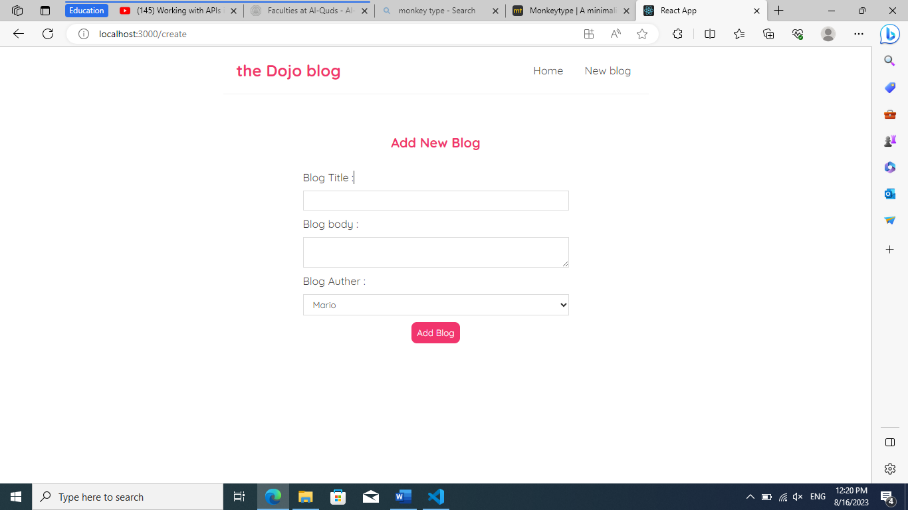 Education
(145) Working with APIs
Faculties at Al-Quds - Al
monkey type - Search
Monkeytype | A minimali
React App
localhost:3000/create
the Dojo blog
Home
New blog
Add New Blog
Blog Title :
Blog body :
Blog Auther :
Mario
Add Blog
Type here to search
ENG
12:20 PM
8/16/2023
4